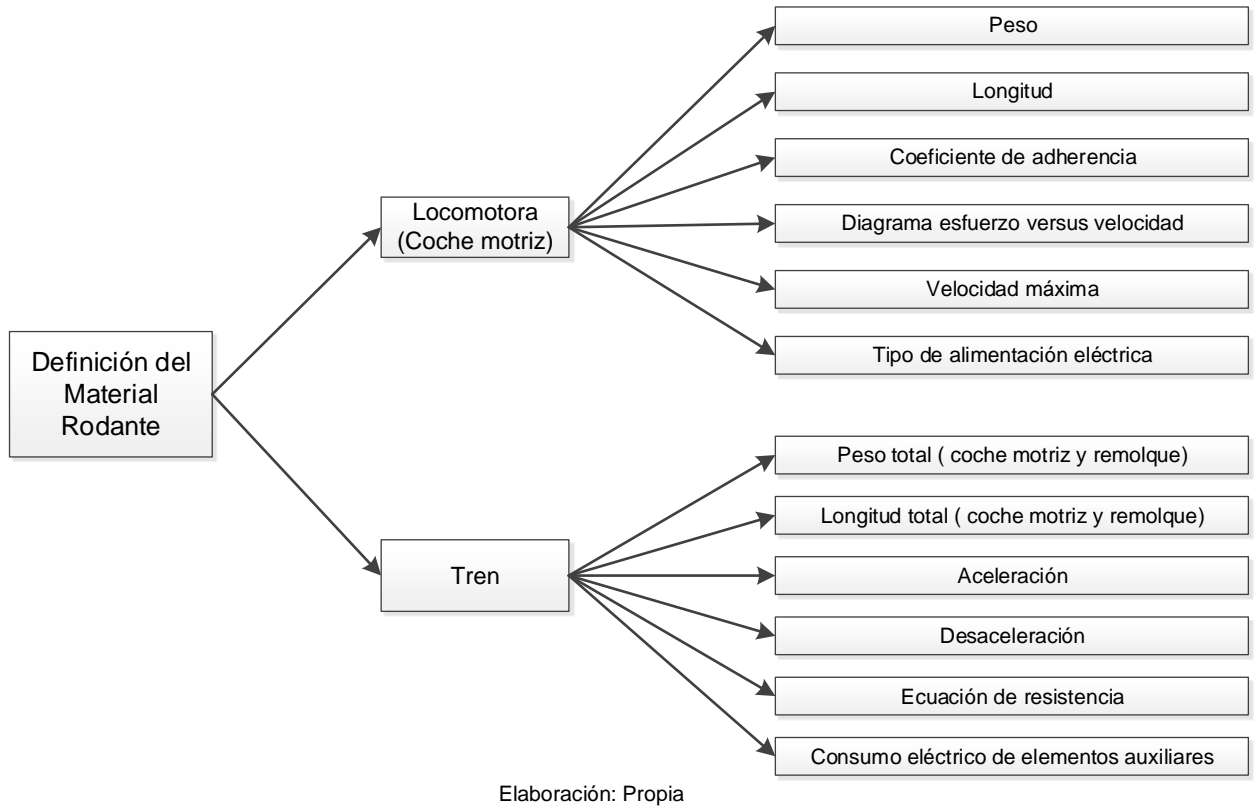 Definición del
Material
Rodante
Locomotora
(Coche motriz)
Peso
Longitud
Coeficiente de adherencia
Diagrama esfuerzo versus velocidad
Velocidad máxima
Tipo de alimentación eléctrica
Tren
Peso total ( coche motriz y remolque)
Longitud total ( coche motriz y remolque)
Aceleración
Desaceleración
Ecuación de resistencia
Consumo eléctrico de elementos auxiliares
Elaboración: Propia